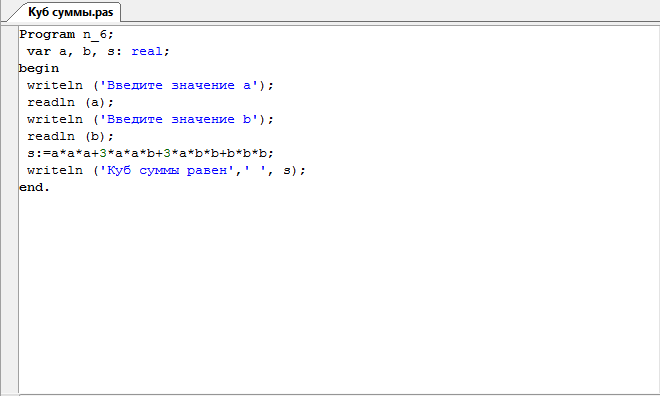 Куб суммы.pas
Program n_6;
var a, b, s: real;
begin
writeln ('Введите значение a');
readln (a);
writeln ('Введите значение b');
readln (b);
s:=a*a*a+3*a*a*b+3*a*b*b+b*b*b;
writeln ('Куб суммы равен',' ', s);
end.